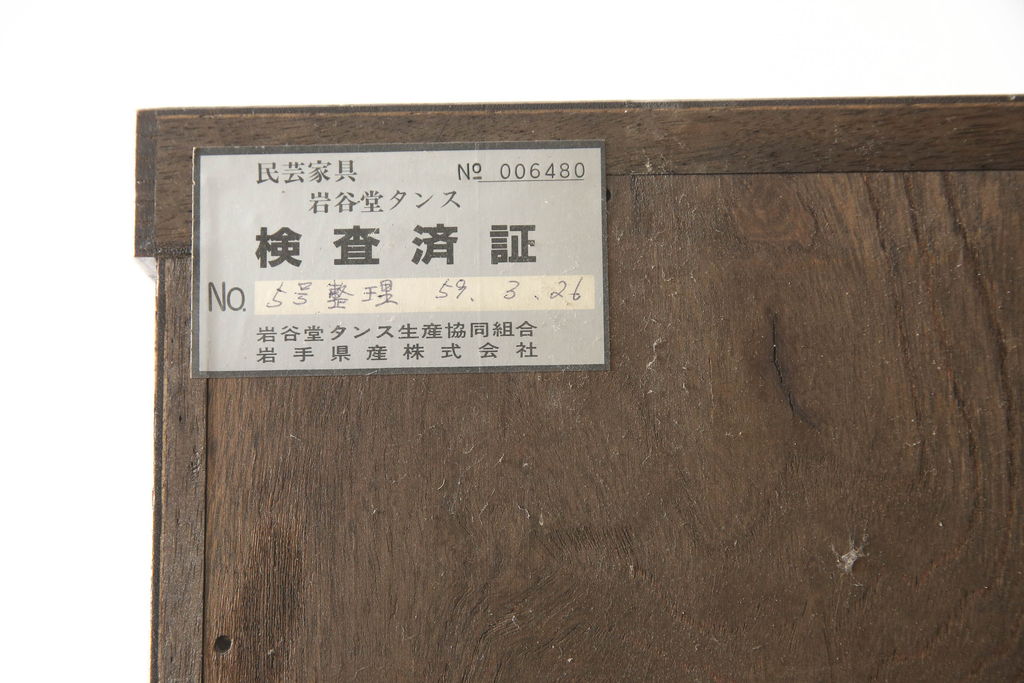 民芸家具 Nº 006480
岩谷堂タンス
検査済証
No. 5号整理 59. 3. 26
岩谷堂タンス生産協同組合
岩手県産株式会社